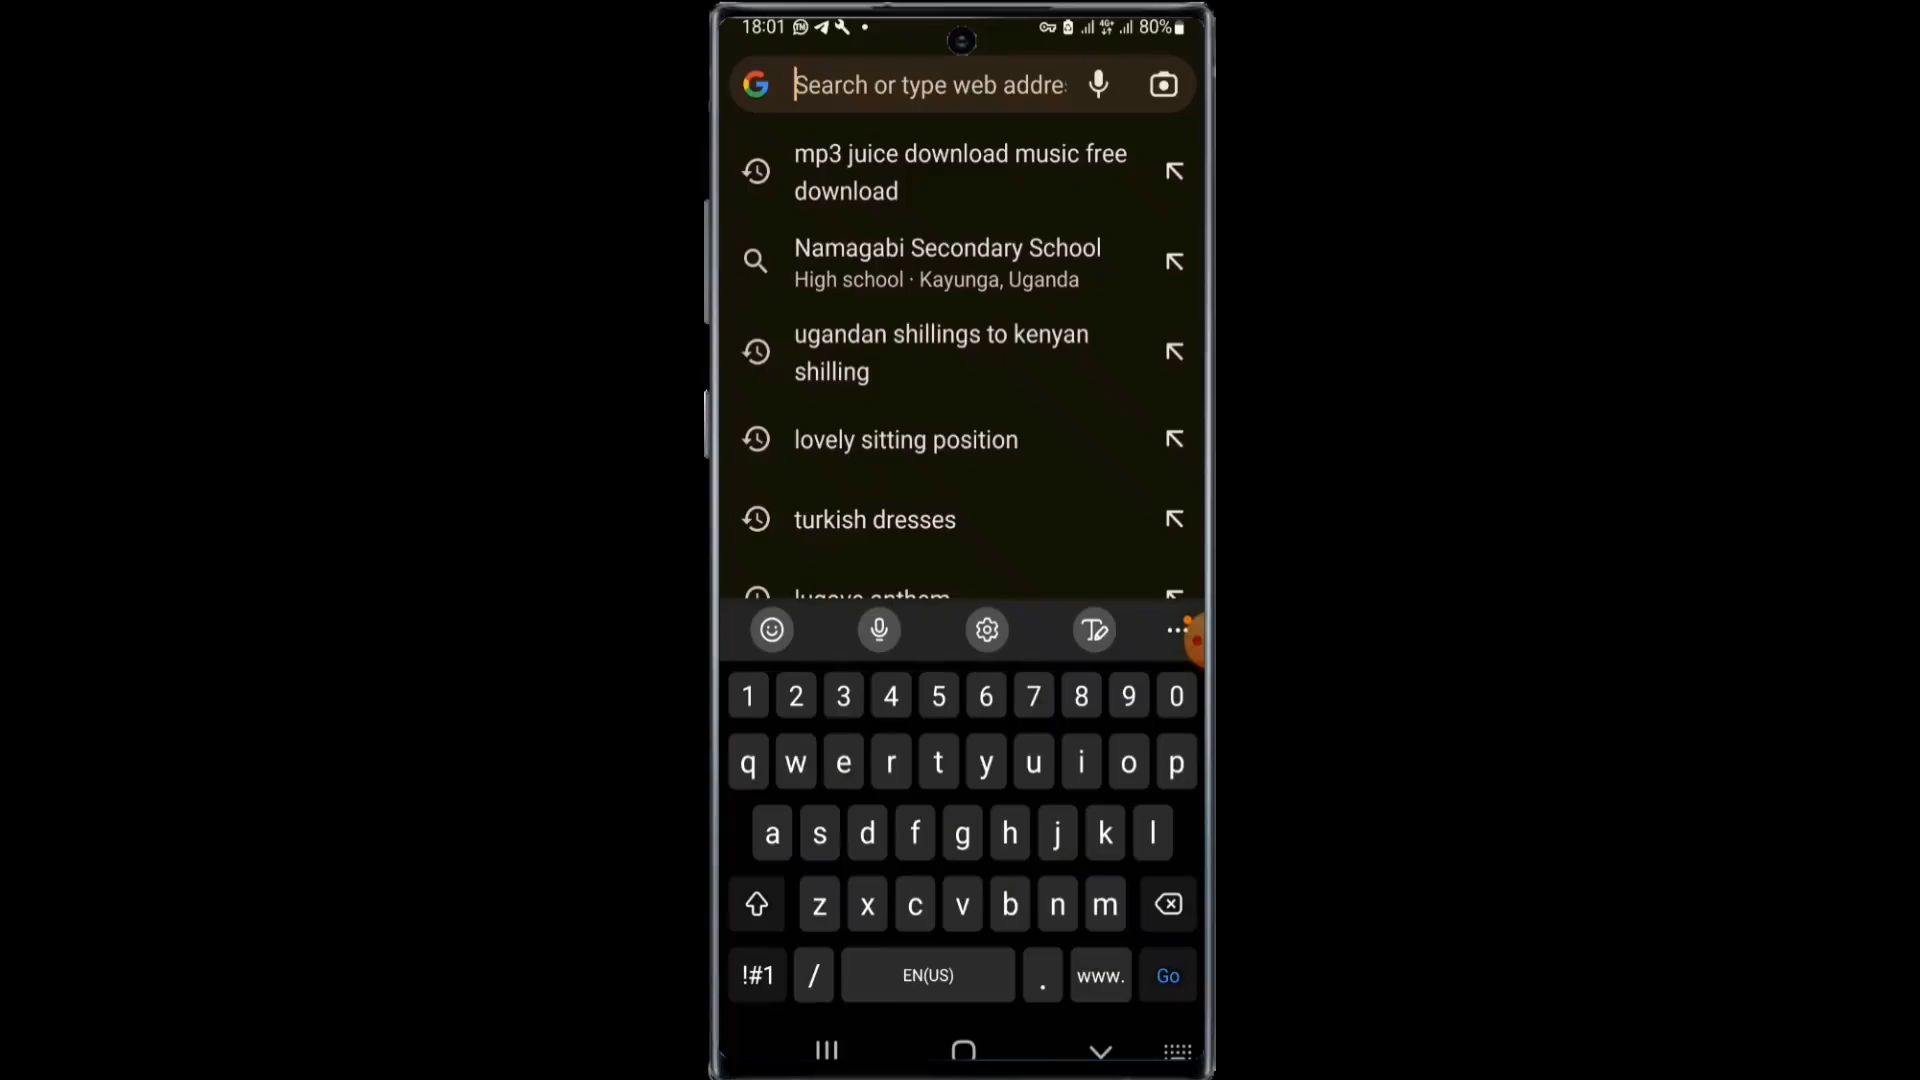 18:01 80%
Search or type web addre
mp3 juice download music free
download
Namagabi Secondary School
High school · Kayunga, Uganda
ugandan shillings to kenyan
shilling
lovely sitting position
turkish dresses
1 2 3 4 5 6 7 8 9 0
q w e r t y u i o p
a s d f g h j k l
z x c v b n m
!#1 / EN(US) . www. Go